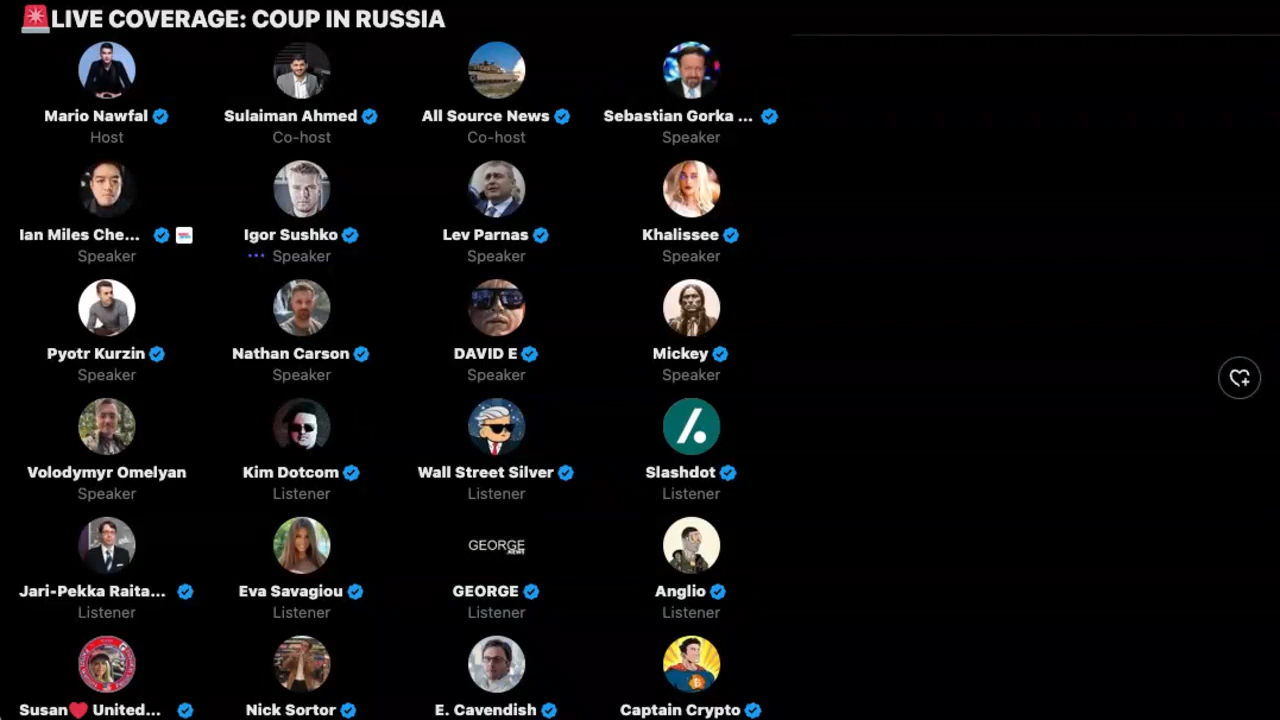 🚨LIVE COVERAGE: COUP IN RUSSIA
Mario Nawfal Sulaiman Ahmed All Source News Sebastian Gorka ...
Host Co-host Co-host Speaker
Ian Miles Che... Igor Sushko Lev Parnas Khalissee
Speaker Speaker Speaker Speaker
Pyotr Kurzin Nathan Carson DAVID E Mickey
Speaker Speaker Speaker Speaker
Volodymyr Omelyan Kim Dotcom Wall Street Silver Slashdot
Speaker Listener Listener Listener
GEORGE
NEWS
Jari-Pekka Raita... Eva Savagiou GEORGE Anglio
Listener Listener Listener Listener
Susan❤️ United... Nick Sortor E. Cavendish Captain Crypto